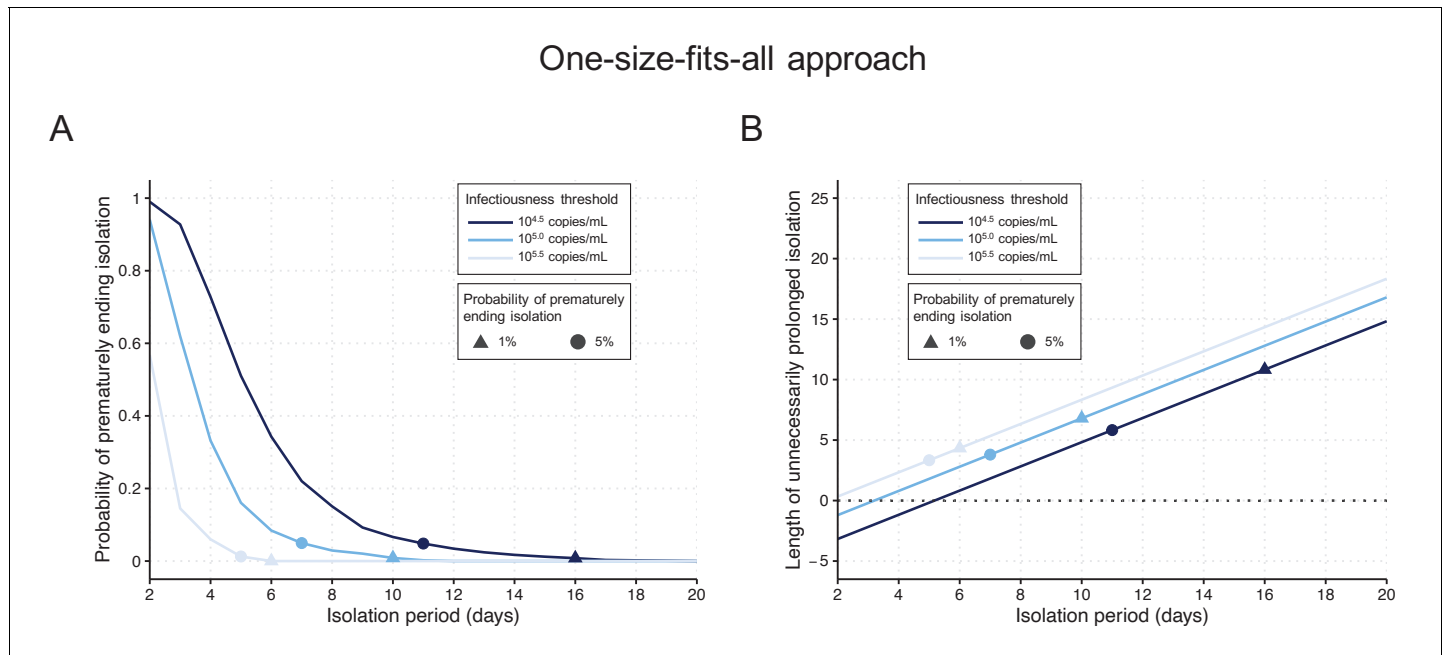 One-size-fits-all approach
A
Probability of prematurely ending isolation
1
0.8
0.6
0.4
0.2
0
2 4 6 8 10 12 14 16 18 20
Isolation period (days)
Infectiousness threshold
10^4.5 copies/mL
10^5.0 copies/mL
10^5.5 copies/mL
Probability of prematurely
ending isolation
1% 5%
B
Length of unnecessarily prolonged isolation
25
20
15
10
5
0
−5
2 4 6 8 10 12 14 16 18 20
Isolation period (days)
Infectiousness threshold
10^4.5 copies/mL
10^5.0 copies/mL
10^5.5 copies/mL
Probability of prematurely
ending isolation
1% 5%